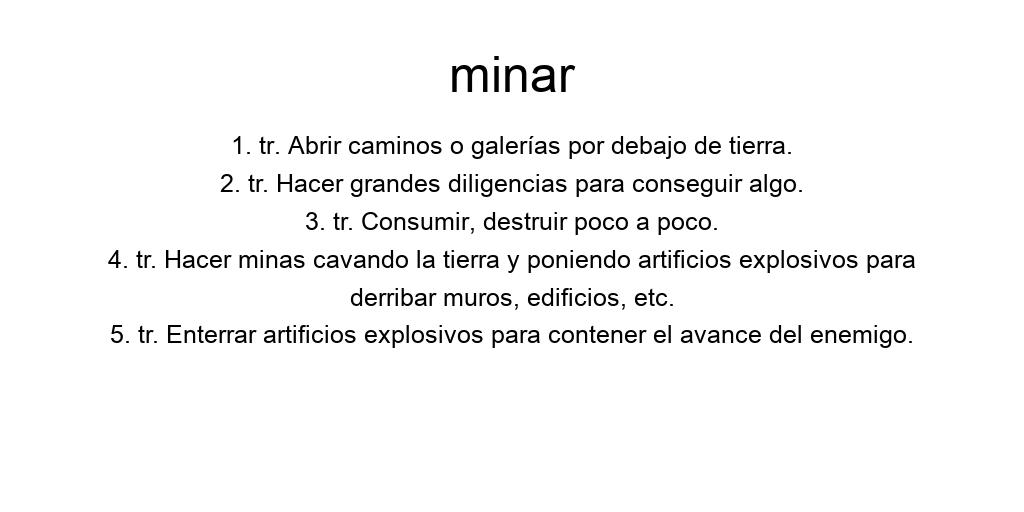 minar
1. tr. Abrir caminos o galerías por debajo de tierra.
2. tr. Hacer grandes diligencias para conseguir algo.
3. tr. Consumir, destruir poco a poco.
4. tr. Hacer minas cavando la tierra y poniendo artificios explosivos para
derribar muros, edificios, etc.
5. tr. Enterrar artificios explosivos para contener el avance del enemigo.